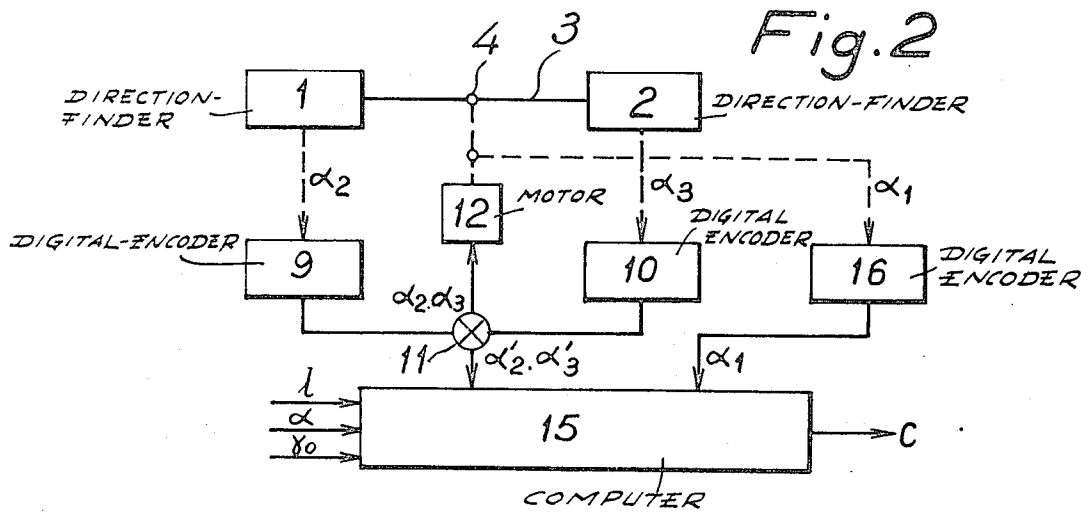 Fig.2
4
3
1
2
DIRECTION-
FINDER
DIRECTION-FINDER
α2
α3
α1
12
MOTOR
DIGITAL-ENCODER
9
DIGITAL
ENCODER
10
16
DIGITAL
ENCODER
α2.α3
11
α'2.α'3
α1
l
α
γ0
15
C
COMPUTER